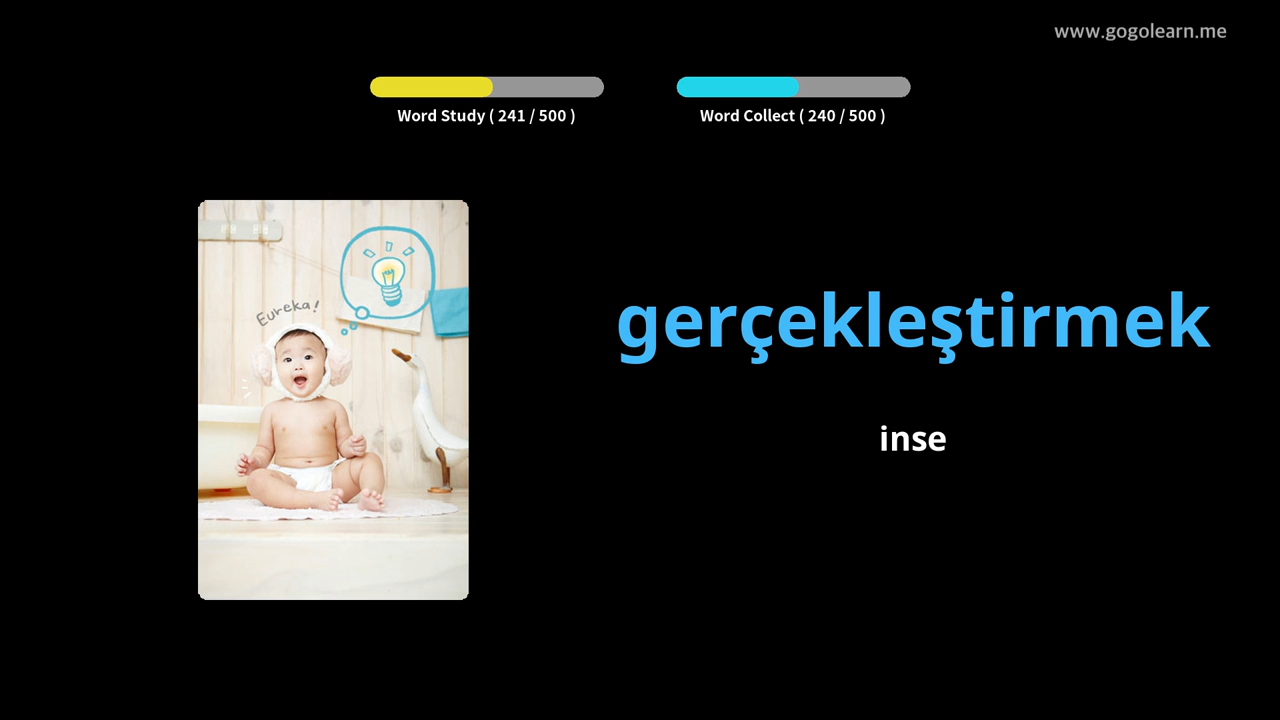 www.gogolearn.me
Word Study ( 241 / 500 )
Word Collect ( 240 / 500 )
Eureka!
gerçekleştirmek
inse